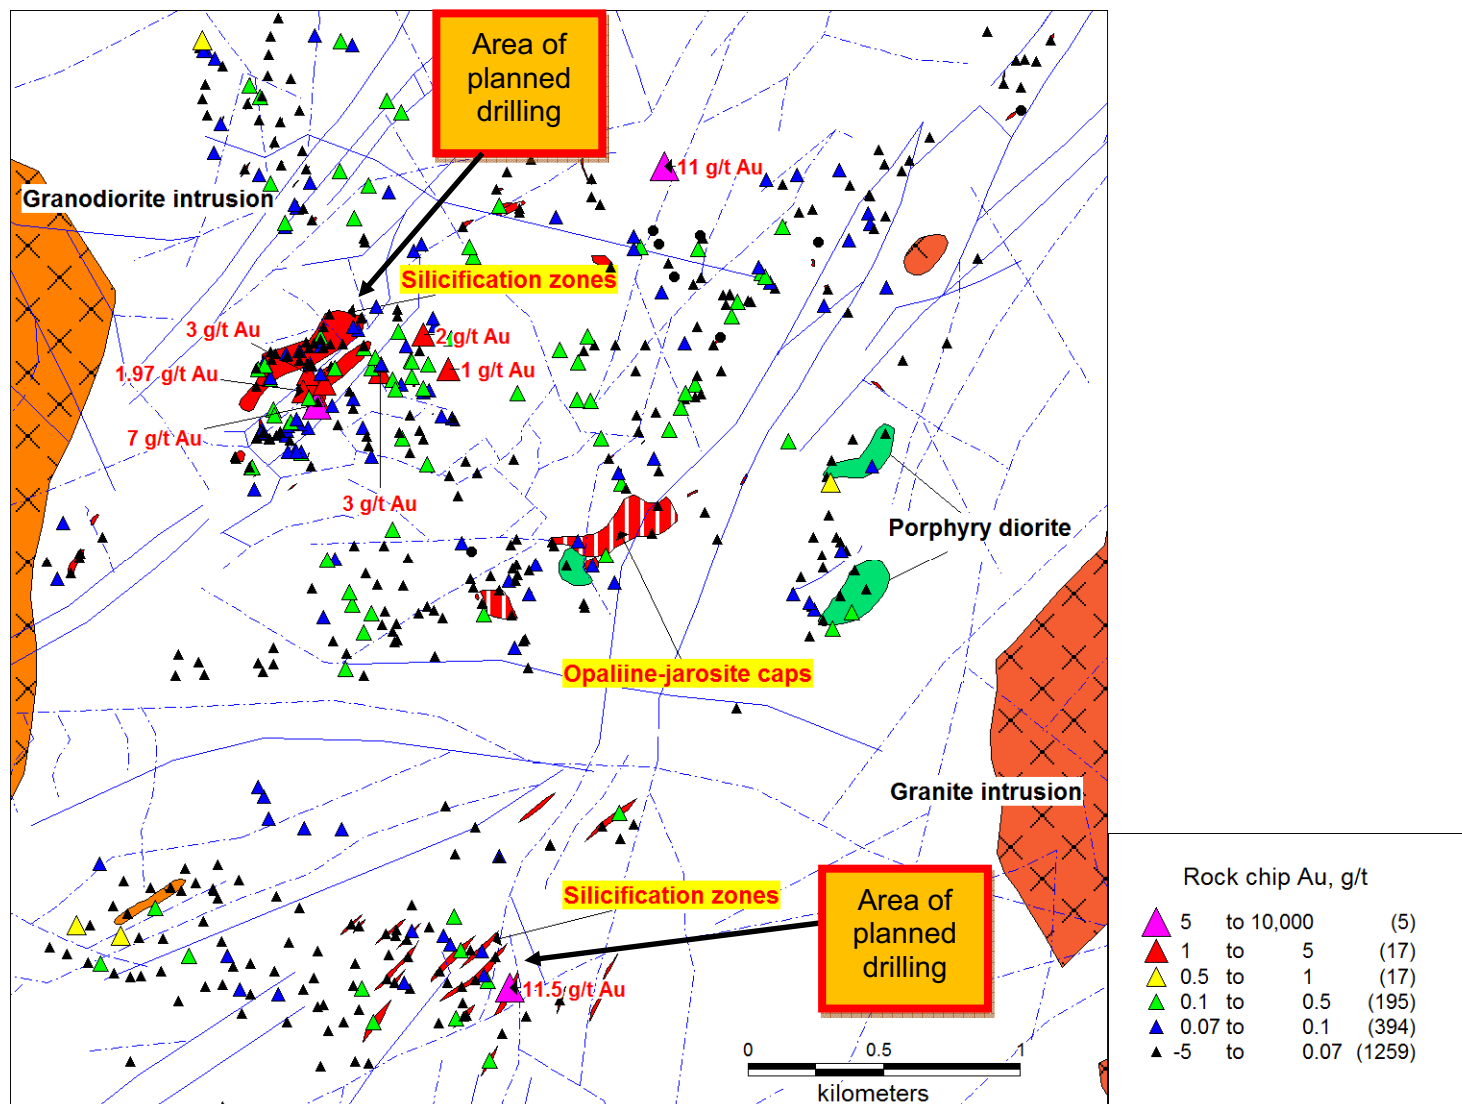 Area of
planned
drilling
11 g/t Au
Granodiorite intrusion
Silicification zones
3 g/t Au
2 g/t Au
1.97 g/t Au
1 g/t Au
7 g/t Au
3 g/t Au
Porphyry diorite
Opaliine-jarosite caps
Granite intrusion
Silicification zones
Area of
planned
drilling
11.5 g/t Au
0 0.5 1
kilometers
Rock chip Au, g/t
5 to 10,000 (5)
1 to 5 (17)
0.5 to 1 (17)
0.1 to 0.5 (195)
0.07 to 0.1 (394)
-5 to 0.07 (1259)